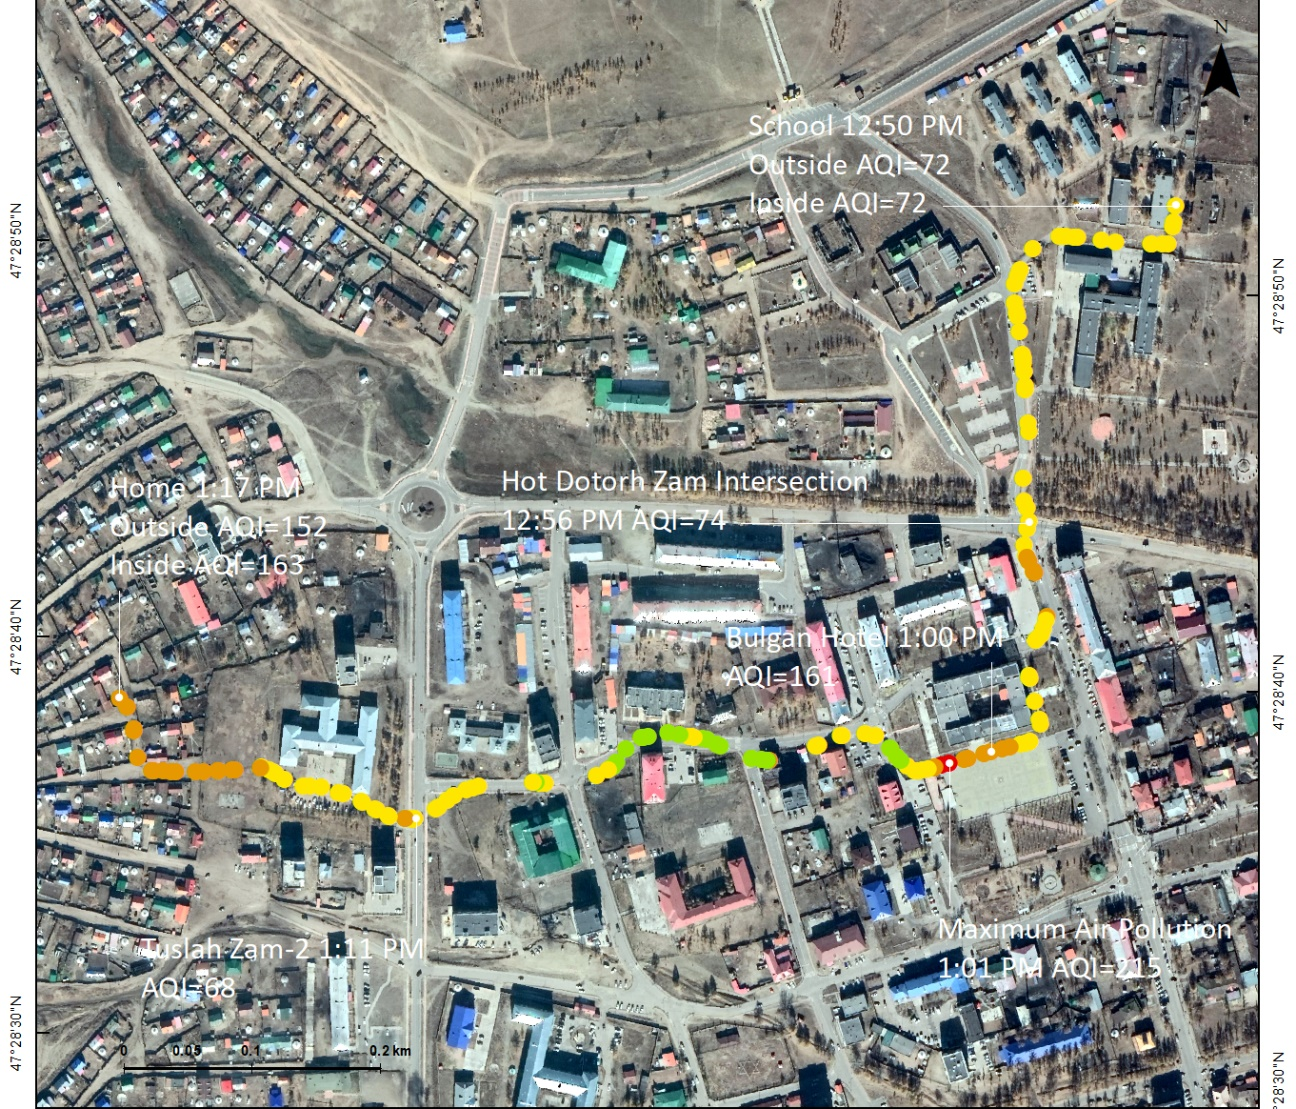 N
School 12:50 PM
Outside AQI=72
Inside AQI=72
47°28'50"N
47°28'50"N
Home 1:17 PM
Outside AQI=152
Inside AQI=163
Hot Dotorh Zam Intersection
12:56 PM AQI=74
47°28'40"N
47°28'40"N
Bulgan Hotel 1:00 PM
AQI=161
Tuslah Zam-2 1:11 PM
AQI=68
Maximum Air Pollution
1:01 PM AQI=215
47°28'30"N
°28'30"N
0 0.05 0.1 0.2 km